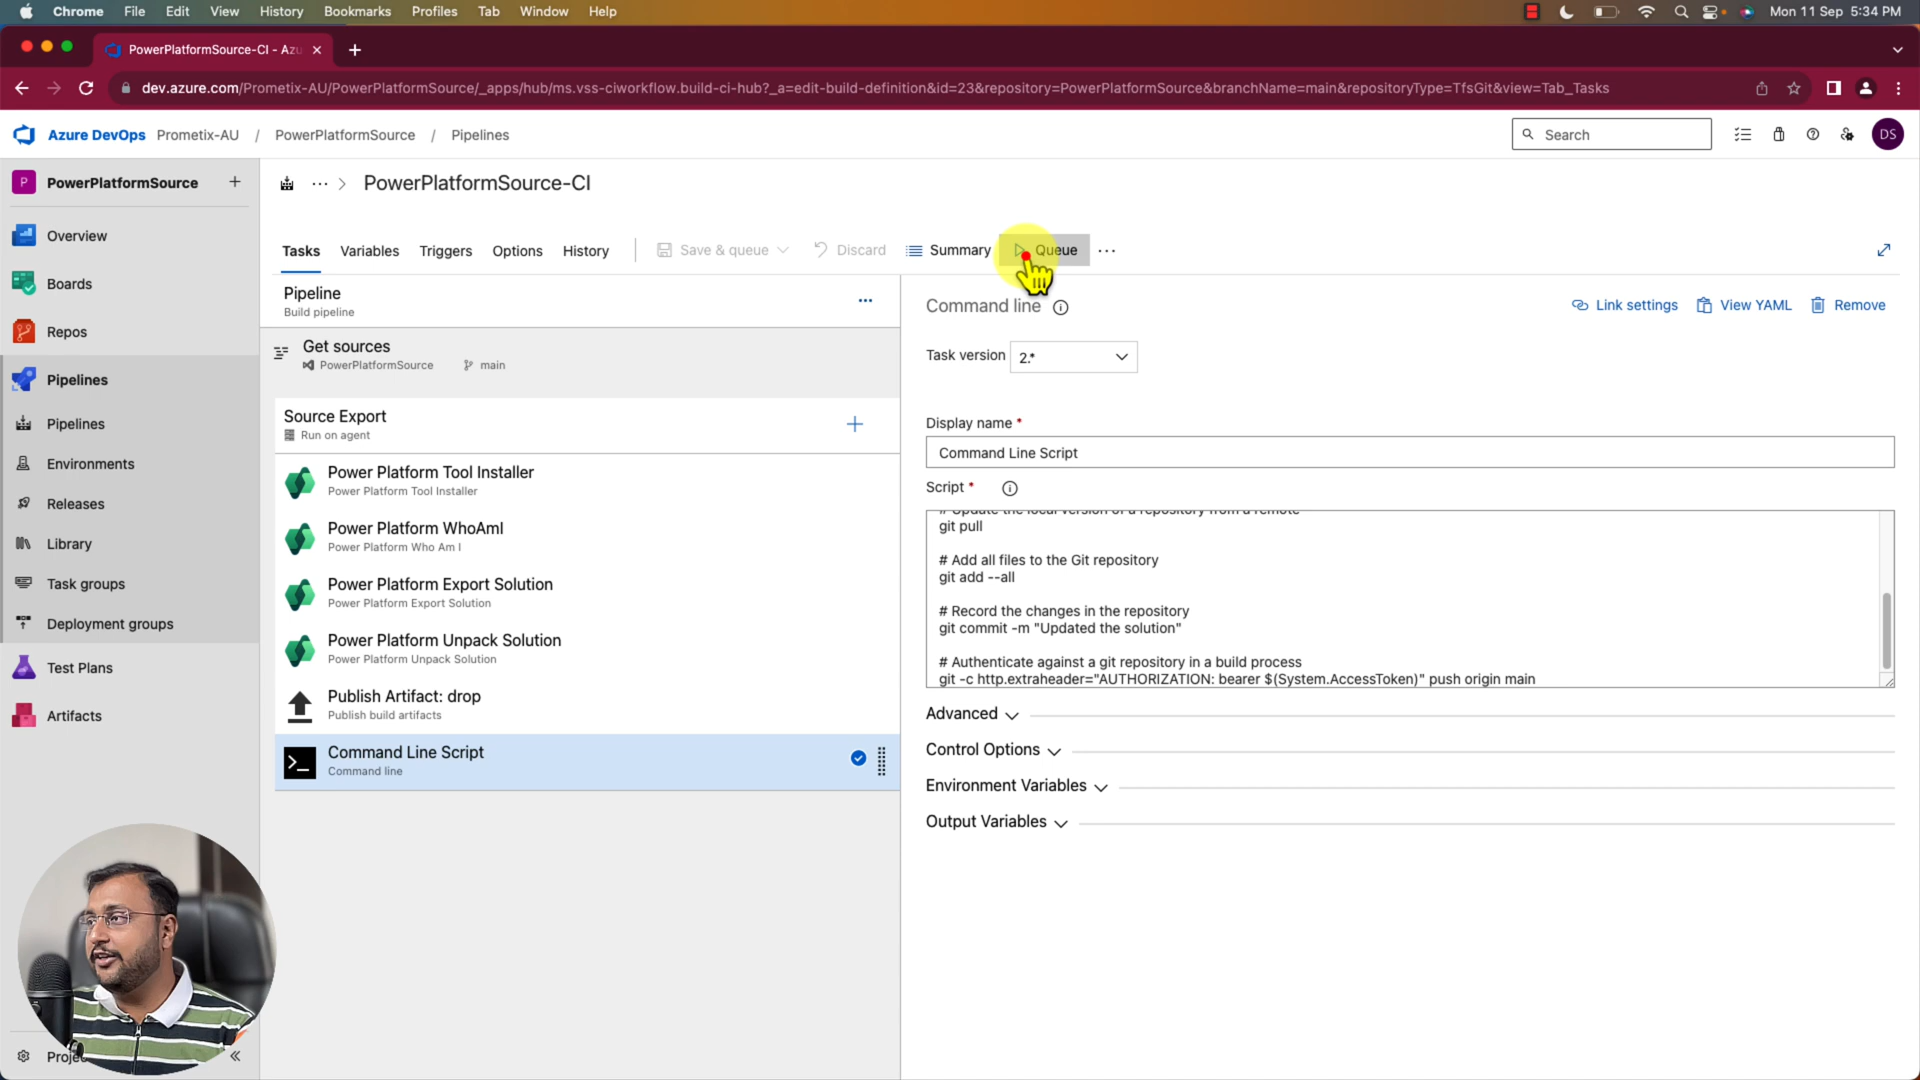 Chrome File Edit View History Bookmarks Profiles Tab Window Help
Mon 11 Sep 5:34 PM
PowerPlatformSource-CI - Azu
dev.azure.com/Prometix-AU/PowerPlatformSource/_apps/hub/ms.vss-ciworkflow.build-ci-hub?_a=edit-build-definition&id=23&repository=PowerPlatformSource&branchName=main&repositoryType=TfsGit&view=Tab_Tasks
Azure DevOps Prometix-AU / PowerPlatformSource / Pipelines
Search
DS
P PowerPlatformSource
Overview
Boards
Repos
Pipelines
Pipelines
Environments
Releases
Library
Task groups
Deployment groups
Test Plans
Artifacts
PowerPlatformSource-CI
Tasks Variables Triggers Options History Save & queue Discard Summary Queue
Pipeline
Build pipeline
Get sources
PowerPlatformSource main
Source Export
Run on agent
Power Platform Tool Installer
Power Platform Tool Installer
Power Platform WhoAmI
Power Platform Who Am I
Power Platform Export Solution
Power Platform Export Solution
Power Platform Unpack Solution
Power Platform Unpack Solution
Publish Artifact: drop
Publish build artifacts
Command Line Script
Command line
Command line
Link settings View YAML Remove
Task version 2.*
Display name *
Command Line Script
Script *
# Update the local version of a repository from a remote
git pull
# Add all files to the Git repository
git add --all
# Record the changes in the repository
git commit -m "Updated the solution"
# Authenticate against a git repository in a build process
git -c http.extraheader="AUTHORIZATION: bearer $(System.AccessToken)" push origin main
Advanced
Control Options
Environment Variables
Output Variables